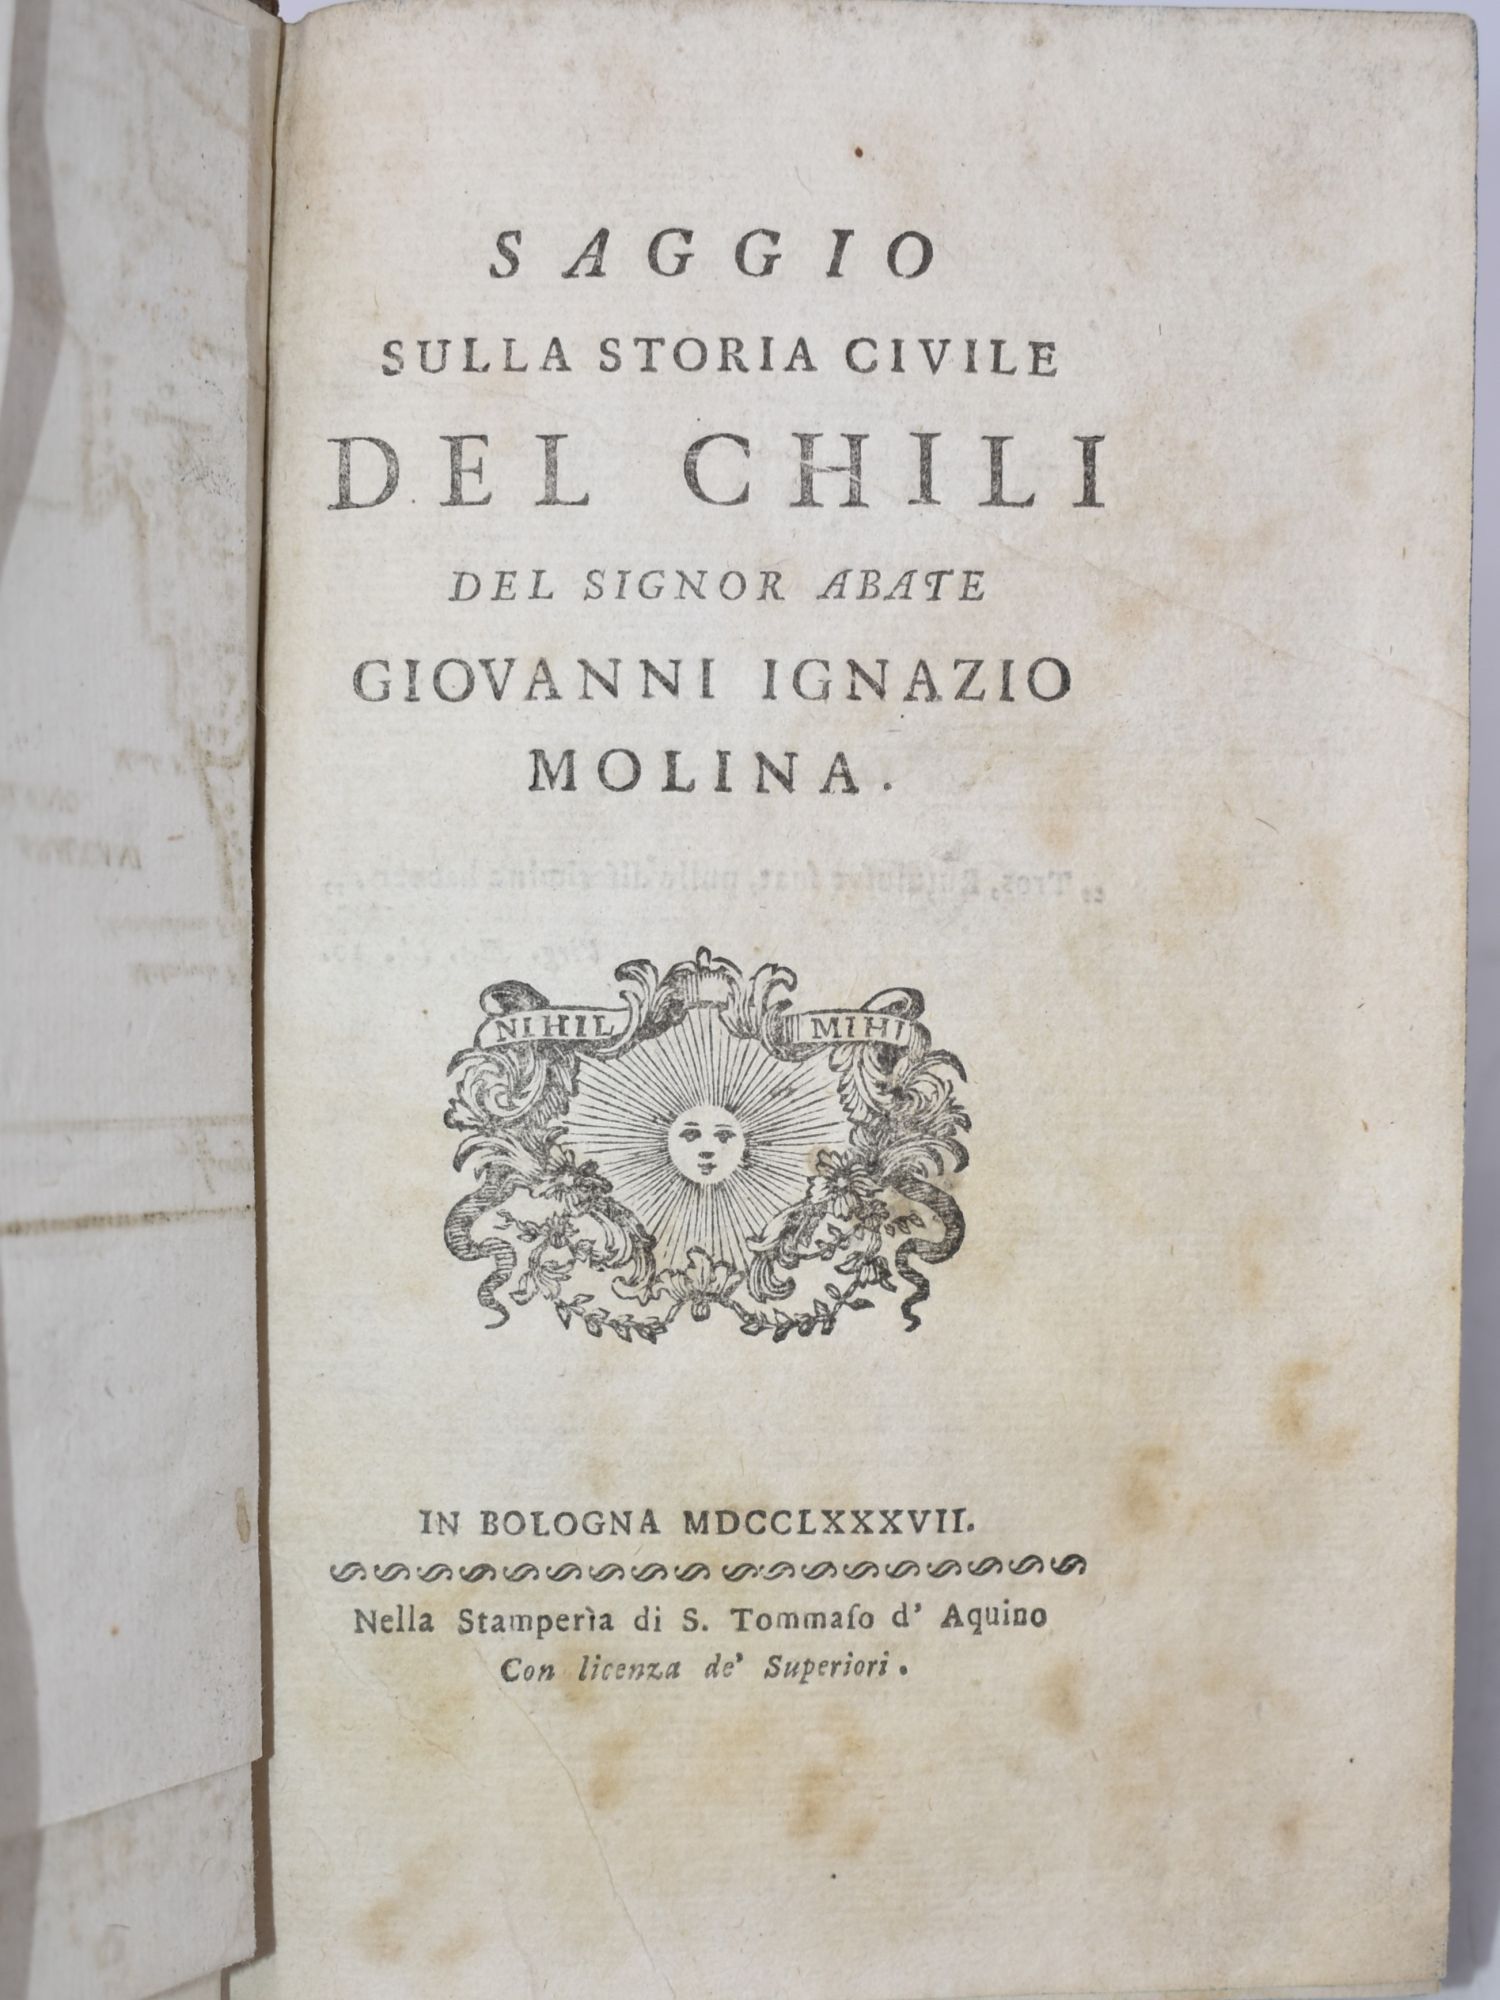 SAGGIO
SULLA STORIA CIVILE
DEL CHILI
DEL SIGNOR ABATE
GIOVANNI IGNAZIO
MOLINA.
NIHIL MIHI
IN BOLOGNA MDCCLXXXVII.
Nella Stamperìa di S. Tommaſo d' Aquino
Con licenza de' Superiori.